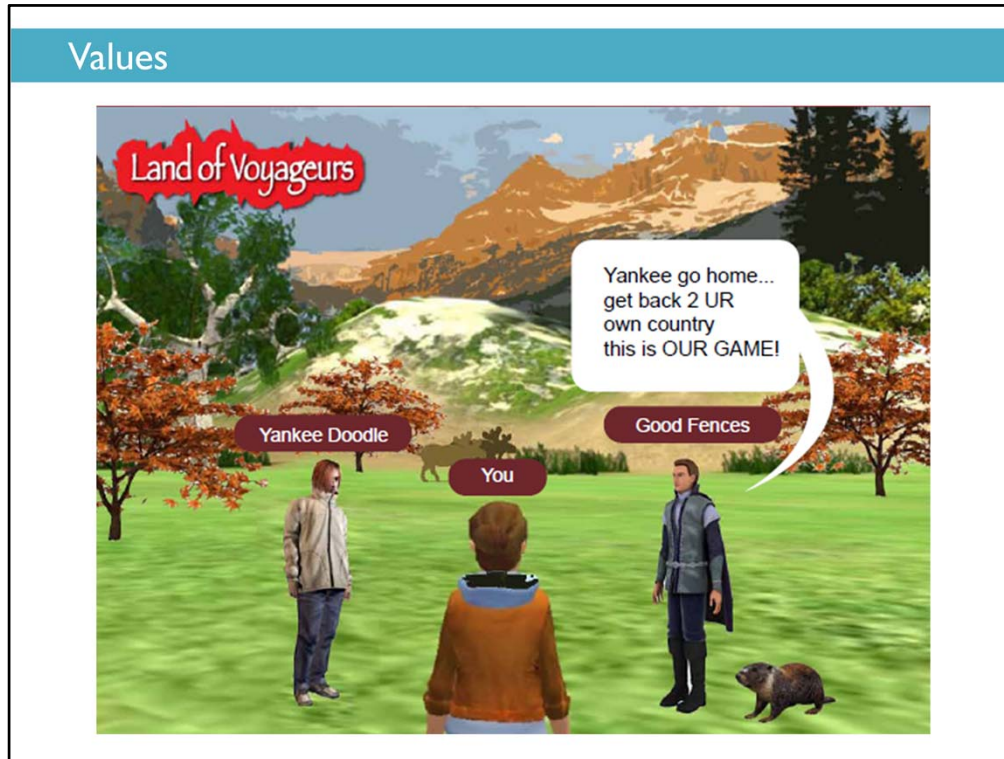 Values
Land of Voyageurs
Yankee go home...
get back 2 UR
own country
this is OUR GAME!
Good Fences
Yankee Doodle
You